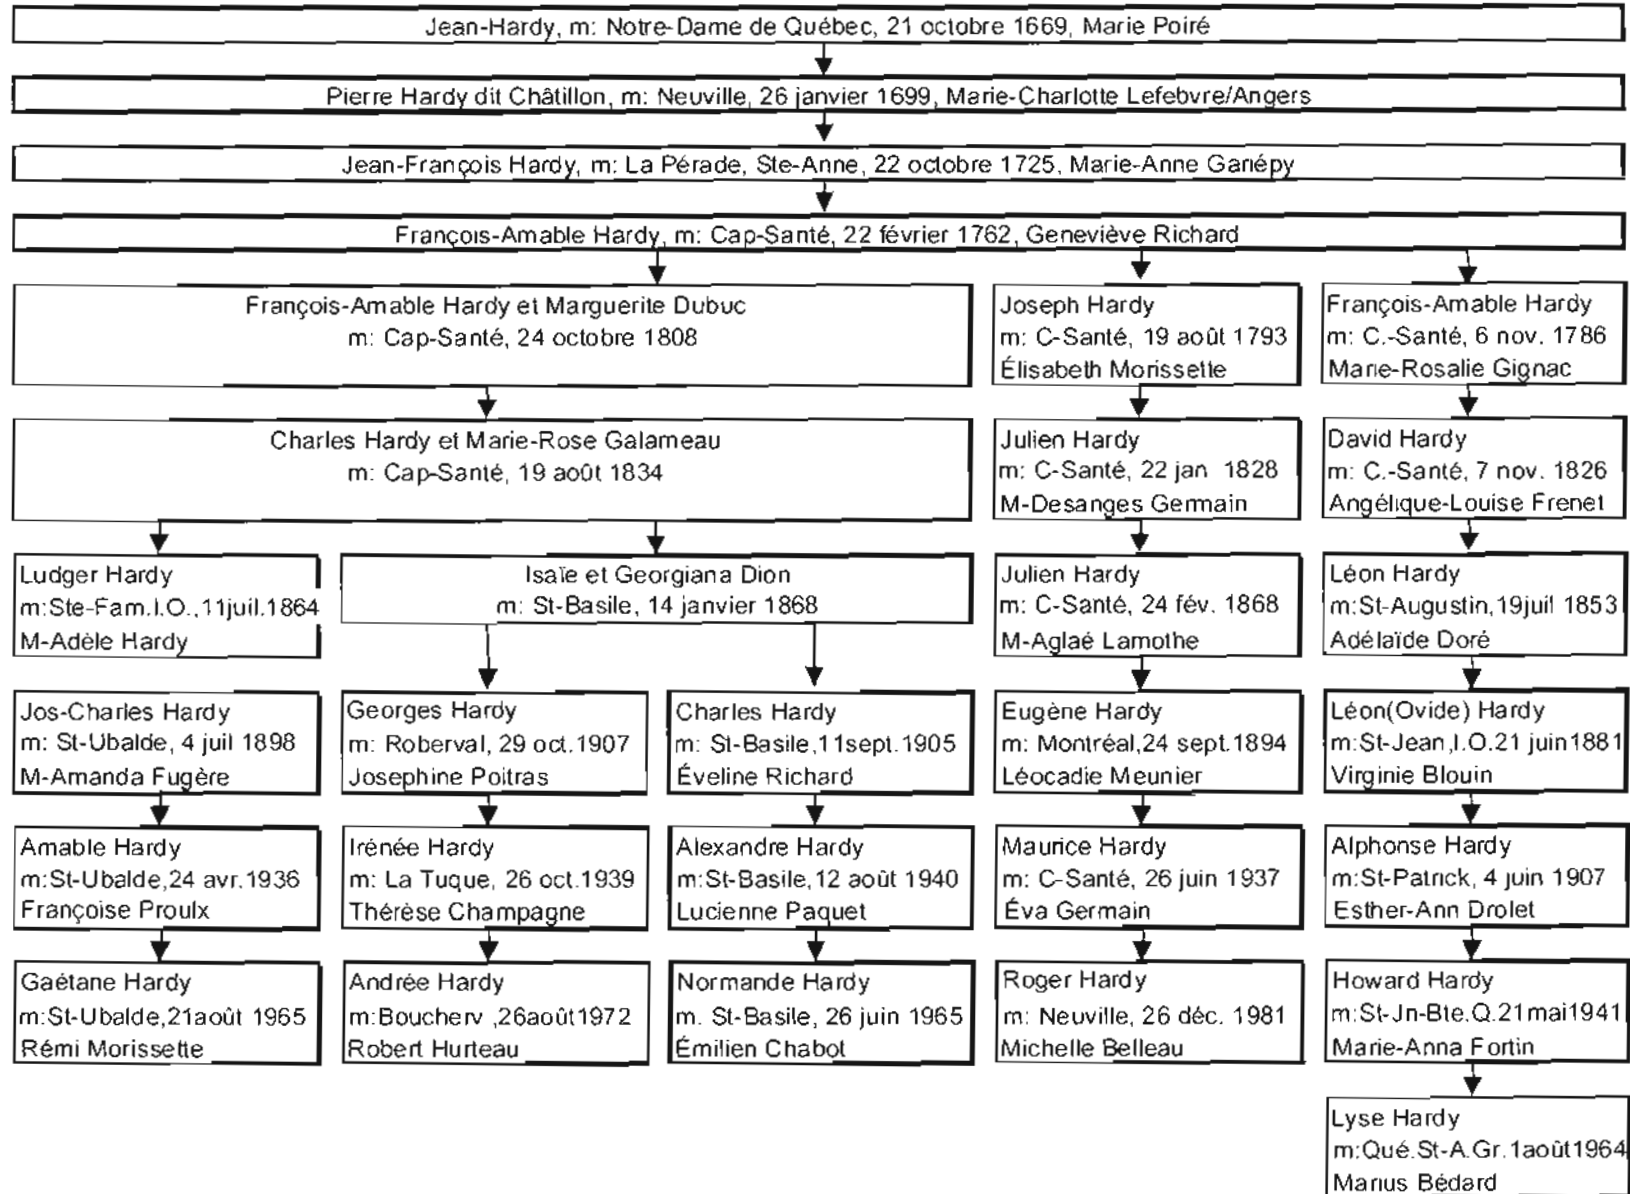 Jean-Hardy, m: Notre-Dame de Québec, 21 octobre 1669, Marie Poiré
Pierre Hardy dit Châtillon, m: Neuville, 26 janvier 1699, Marie-Charlotte Lefebvre/Angers
Jean-François Hardy, m: La Pérade, Ste-Anne, 22 octobre 1725, Marie-Anne Gariépy
François-Amable Hardy, m: Cap-Santé, 22 février 1762, Geneviève Richard
François-Amable Hardy et Marguerite Dubuc
m: Cap-Santé, 24 octobre 1808
Joseph Hardy
m: C-Santé, 19 août 1793
Élisabeth Morissette
François-Amable Hardy
m: C.-Santé, 6 nov. 1786
Marie-Rosalie Gignac
Charles Hardy et Marie-Rose Galarneau
m: Cap-Santé, 19 août 1834
Julien Hardy
m: C-Santé, 22 jan 1828
M-Desanges Germain
David Hardy
m: C.-Santé, 7 nov. 1826
Angélique-Louise Frenet
Ludger Hardy
m:Ste-Fam.I.O.,11juil.1864
M-Adèle Hardy
Isaïe et Georgiana Dion
m: St-Basile, 14 janvier 1868
Julien Hardy
m: C-Santé, 24 fév. 1868
M-Aglaé Lamothe
Léon Hardy
m:St-Augustin,19juil 1853
Adélaïde Doré
Jos-Charles Hardy
m: St-Ubalde, 4 juil 1898
M-Amanda Fugère
Georges Hardy
m: Roberval, 29 oct.1907
Josephine Poitras
Charles Hardy
m: St-Basile,11sept.1905
Éveline Richard
Eugène Hardy
m: Montréal,24 sept.1894
Léocadie Meunier
Léon(Ovide) Hardy
m:St-Jean,I.O.21 juin1881
Virginie Blouin
Amable Hardy
m:St-Ubalde,24 avr.1936
Françoise Proulx
Irénée Hardy
m: La Tuque, 26 oct.1939
Thérèse Champagne
Alexandre Hardy
m:St-Basile,12 août 1940
Lucienne Paquet
Maurice Hardy
m: C-Santé, 26 juin 1937
Éva Germain
Alphonse Hardy
m:St-Patrick, 4 juin 1907
Esther-Ann Drolet
Gaétane Hardy
m:St-Ubalde,21août 1965
Rémi Morissette
Andrée Hardy
m:Boucherv ,26août1972
Robert Hurteau
Normande Hardy
m. St-Basile, 26 juin 1965
Émilien Chabot
Roger Hardy
m: Neuville, 26 déc. 1981
Michelle Belleau
Howard Hardy
m:St-Jn-Bte.Q.21mai1941
Marie-Anna Fortin
Lyse Hardy
m:Qué.St-A.Gr.1août1964
Marius Bédard